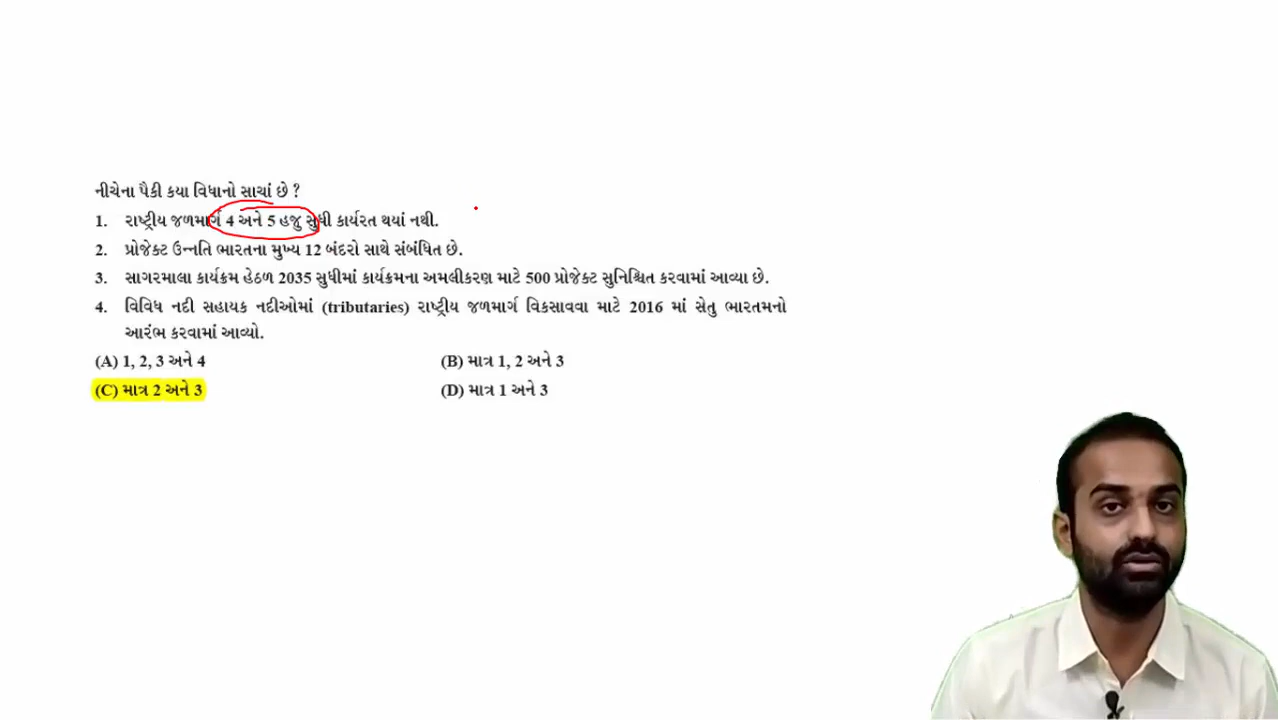 નીચેના પૈકી કયા વિધાનો સાચાં છે ?
1. રાષ્ટ્રીય જળમાર્ગ 4 અને 5 હજુ સુધી કાર્યરત થયાં નથી.
2. પ્રોજેક્ટ ઉન્નતિ ભારતના મુખ્ય 12 બંદરો સાથે સંબંધિત છે.
3. સાગરમાલા કાર્યક્રમ હેઠળ 2035 સુધીમાં કાર્યક્રમના અમલીકરણ માટે 500 પ્રોજેક્ટ સુનિશ્ચિત કરવામાં આવ્યા છે.
4. વિવિધ નદી સહાયક નદીઓમાં (tributaries) રાષ્ટ્રીય જળમાર્ગ વિકસાવવા માટે 2016 માં સેતુ ભારતમનો
આરંભ કરવામાં આવ્યો.
(A) 1, 2, 3 અને 4 (B) માત્ર 1, 2 અને 3
(C) માત્ર 2 અને 3 (D) માત્ર 1 અને 3